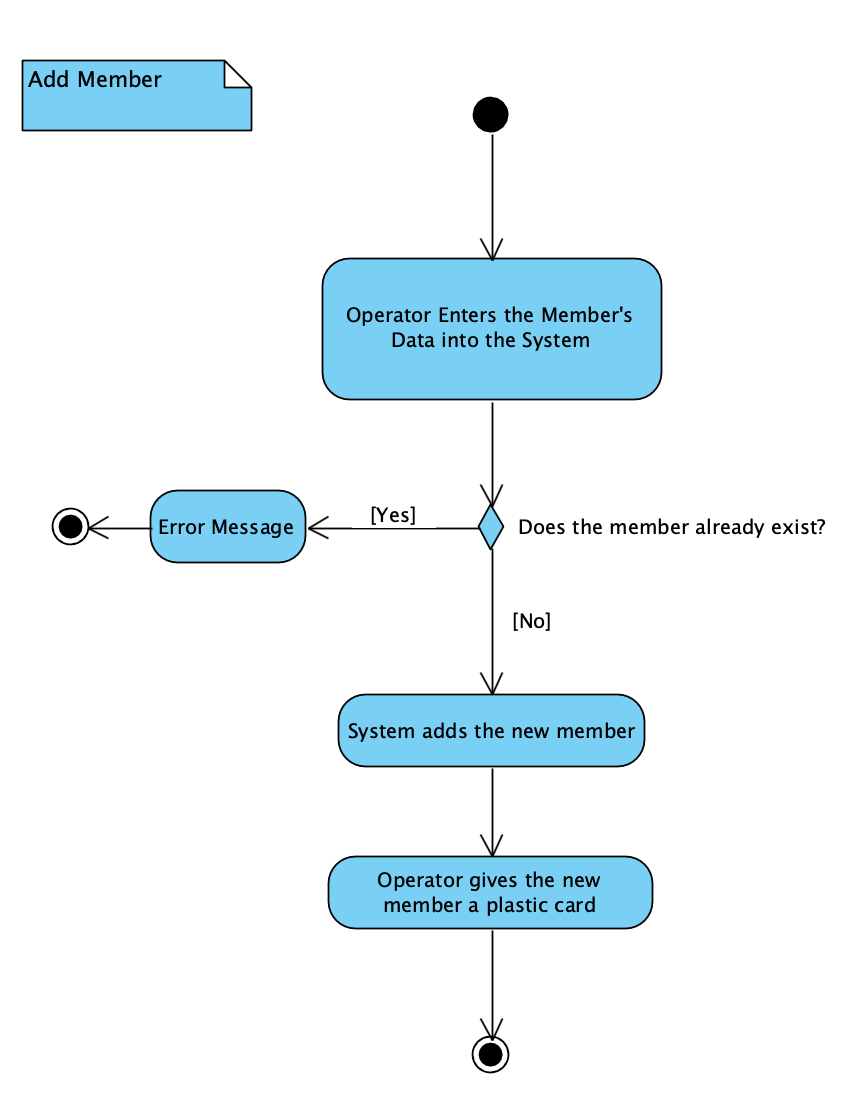 Add Member
Operator Enters the Member's
Data into the System
[Yes]
Error Message
Does the member already exist?
[No]
System adds the new member
Operator gives the new
member a plastic card